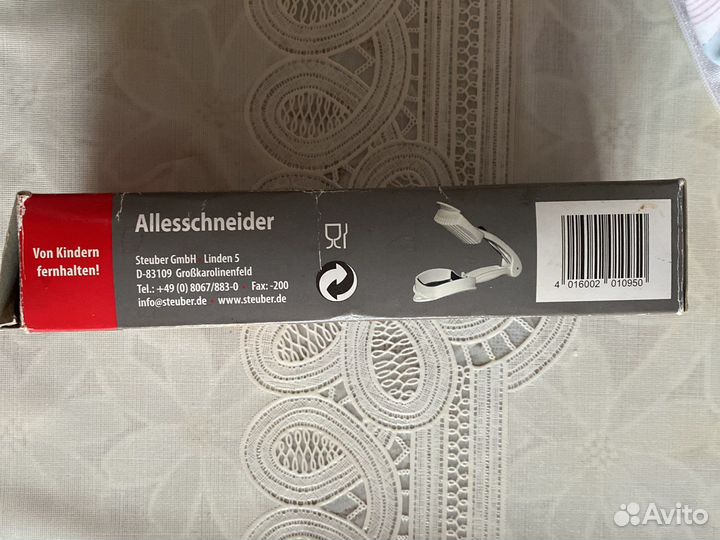 Von Kindern
fernhalten!
Allesschneider
Steuber GmbH · Linden 5
D-83109 Großkarolinenfeld
Tel.: +49 (0) 8067/883-0 · Fax: -200
info@steuber.de · www.steuber.de
4 016002 010950
Avito